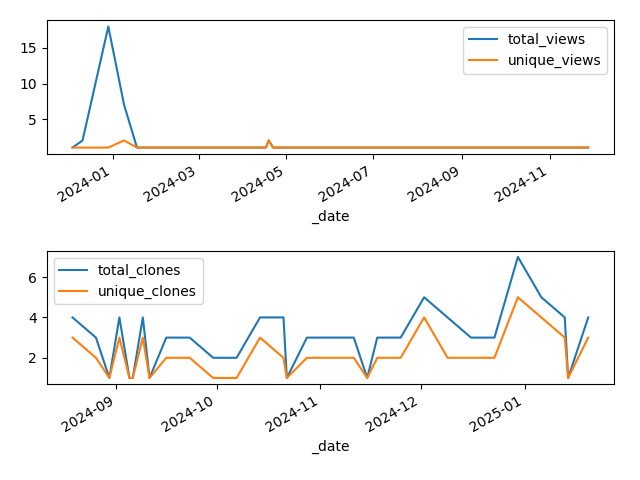 total_views
unique_views
15
10
5
2024-01
2024-03
2024-05
2024-07
2024-09
2024-11
_date
total_clones
unique_clones
6
4
2
2024-09
2024-10
2024-11
2024-12
2025-01
_date